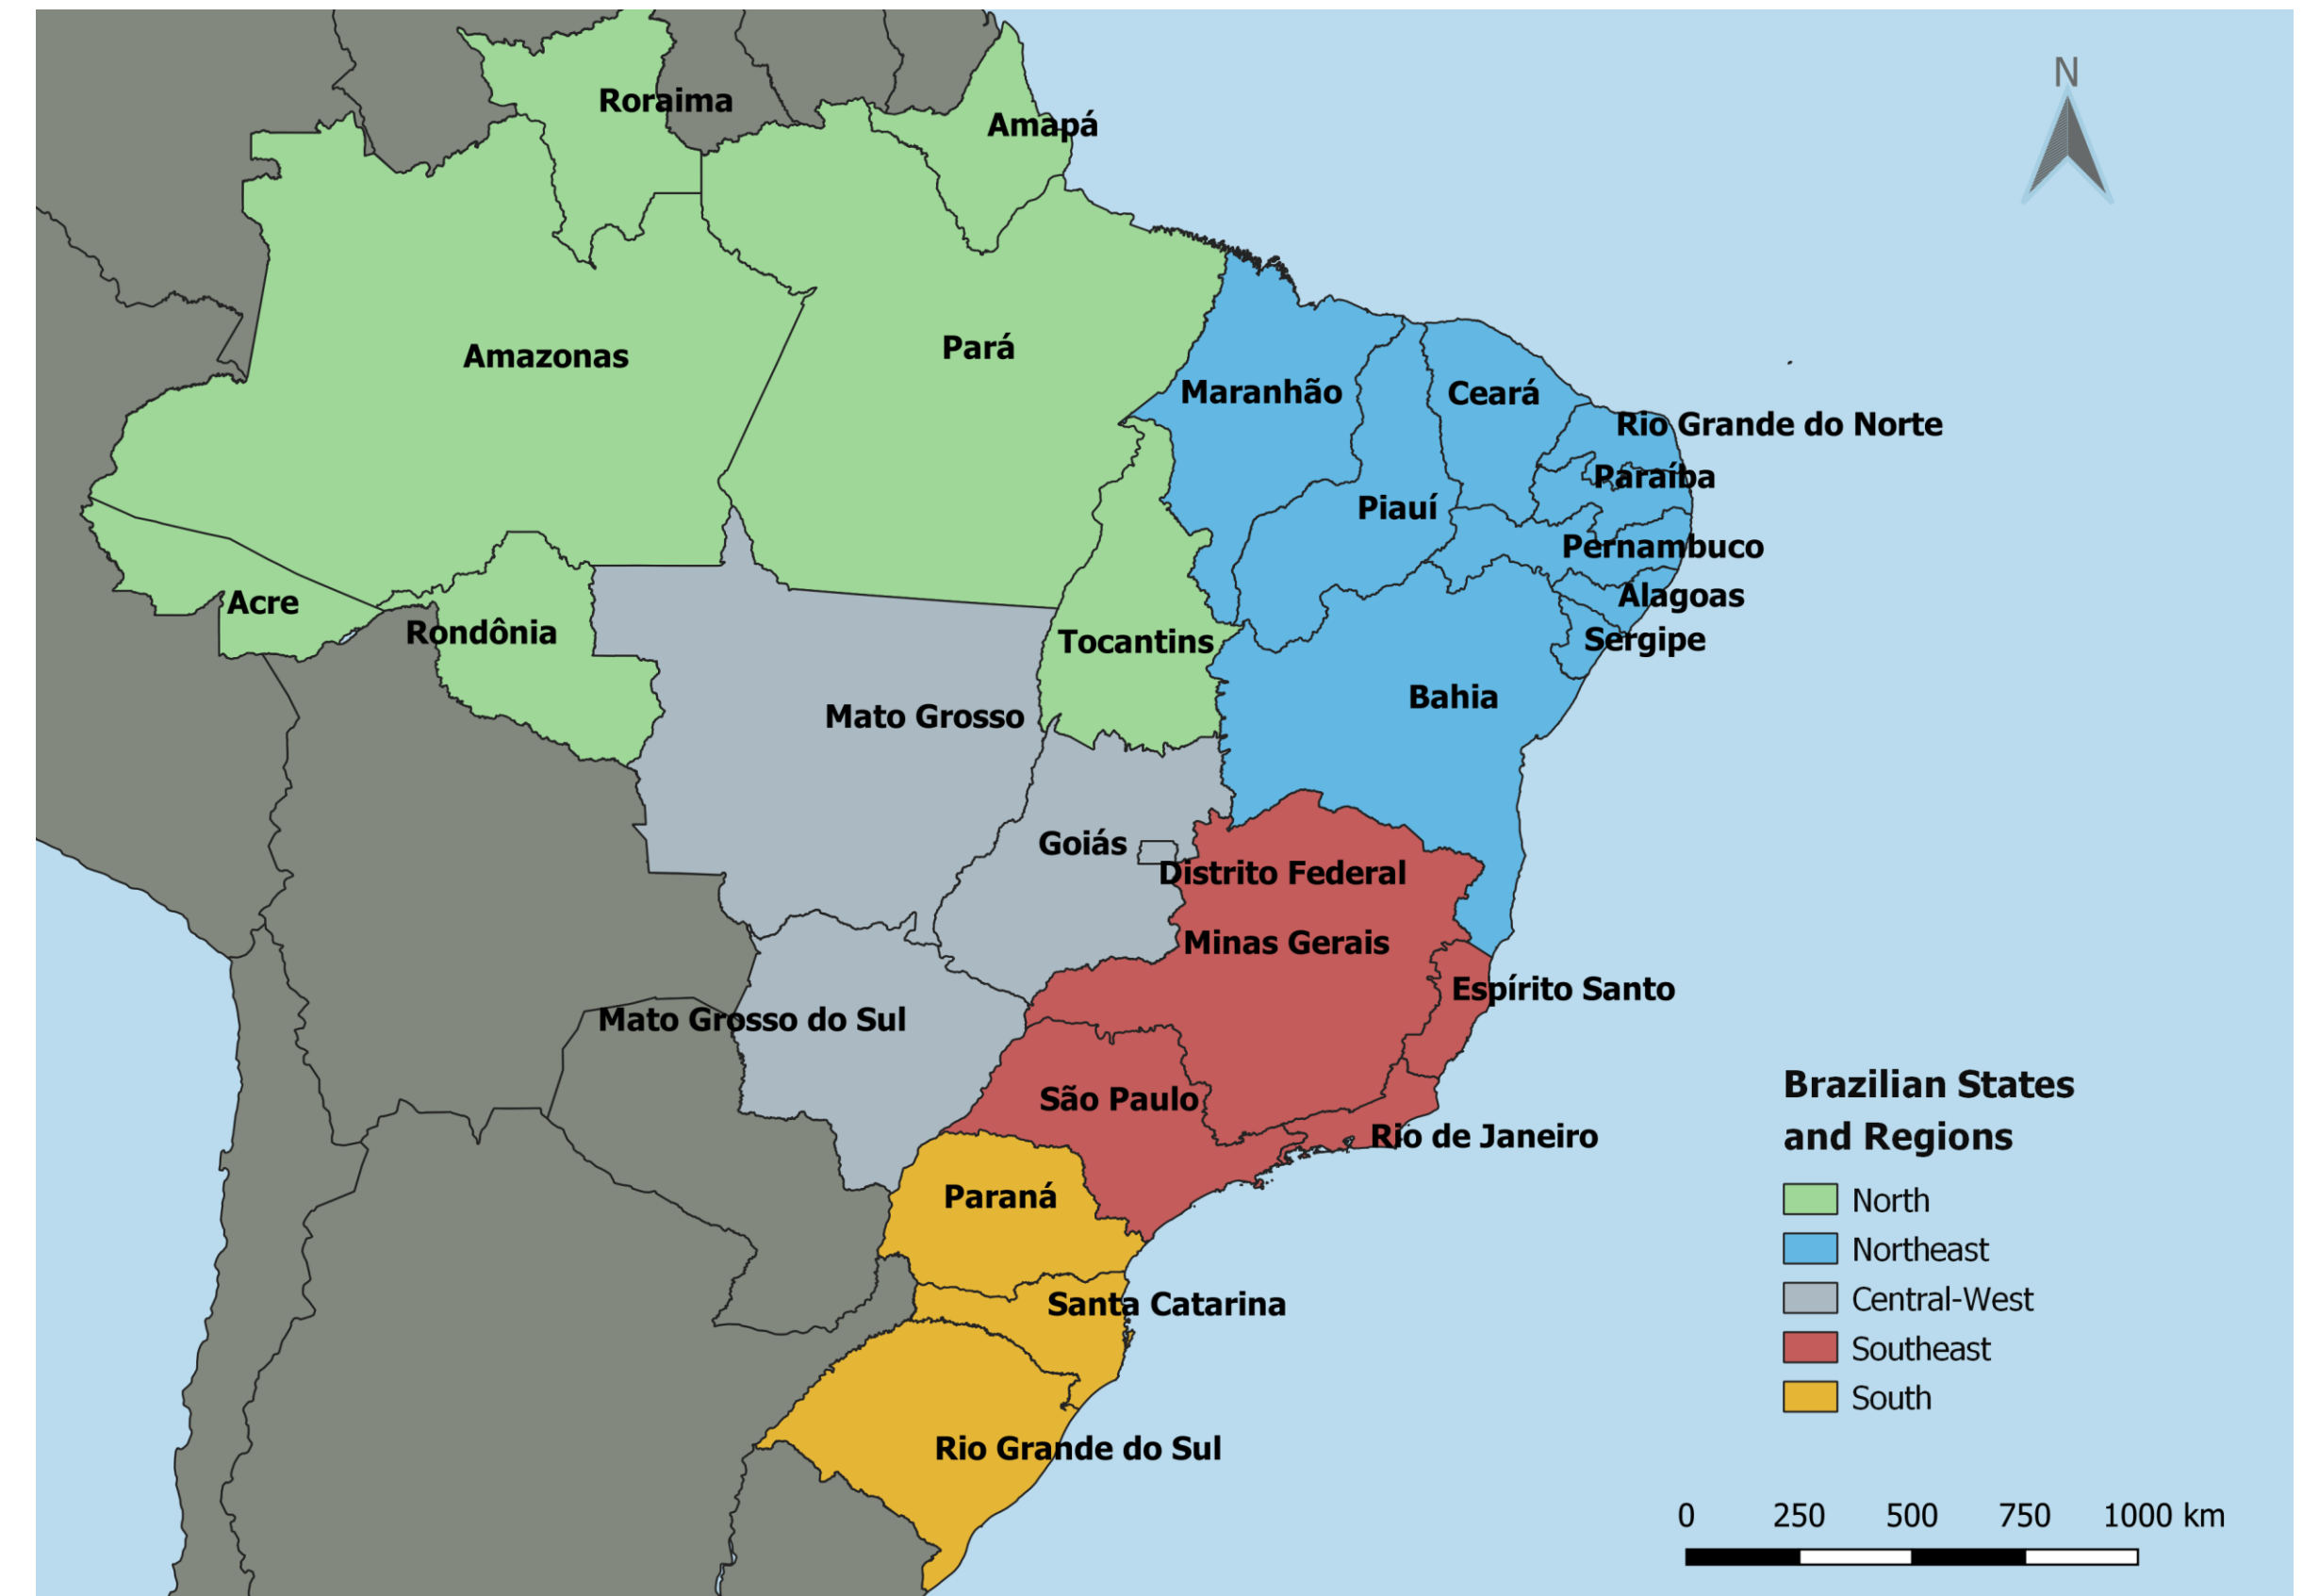 N
Roraima
Amapá
Amazonas
Pará
Maranhão
Ceará
Rio Grande do Norte
Paraíba
Piauí
Pernambuco
Acre
Alagoas
Rondônia
Tocantins
Sergipe
Bahia
Mato Grosso
Goiás
Distrito Federal
Minas Gerais
Espírito Santo
Mato Grosso do Sul
São Paulo
Rio de Janeiro
Paraná
Santa Catarina
Rio Grande do Sul
Brazilian States
and Regions
North
Northeast
Central-West
Southeast
South
0 250 500 750 1000 km